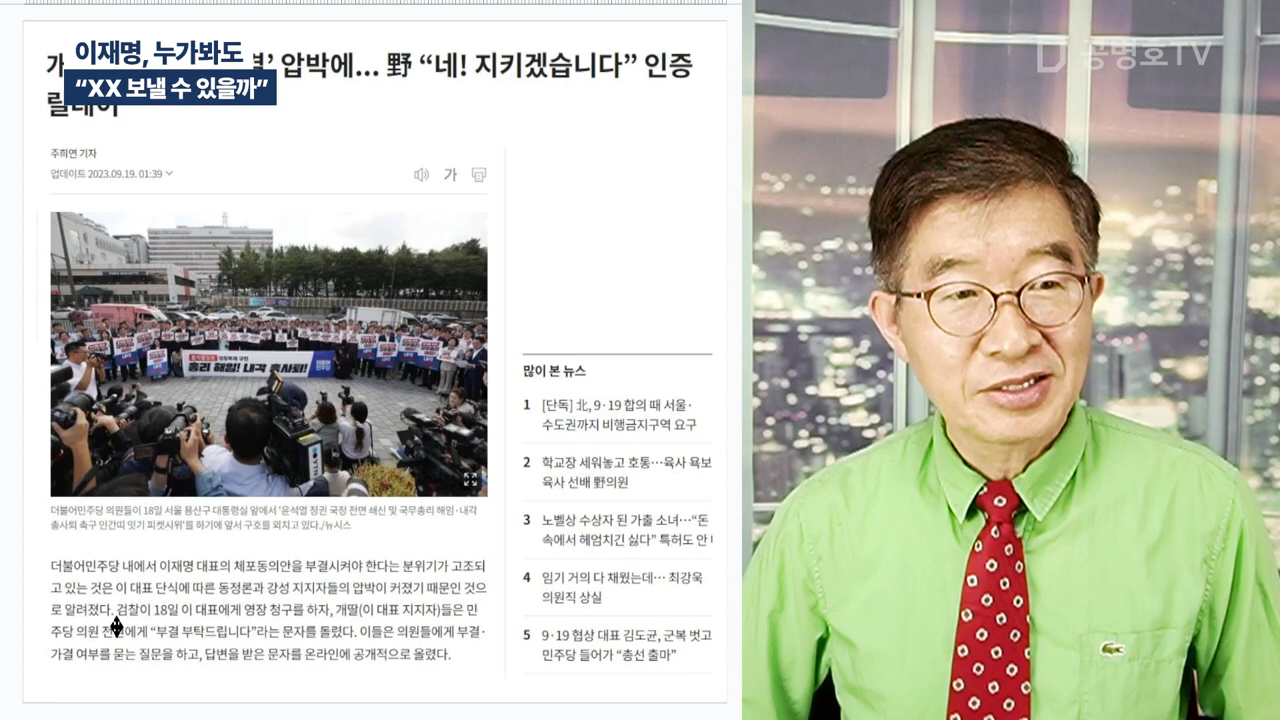 이재명, 누가봐도
“XX 보낼 수 있을까”
압박에... 野 “네! 지키겠습니다” 인증
주희연 기자
업데이트 2023.09.19. 01:39
가
총리 해임! 내각 총사퇴!
더불어민주당 의원들이 18일 서울 용산구 대통령실 앞에서 '윤석열 정권 국정 전면 쇄신 및 국무총리 해임·내각
총사퇴 촉구 인간띠 잇기 피켓시위'를 하기에 앞서 구호를 외치고 있다./뉴시스
더불어민주당 내에서 이재명 대표의 체포동의안을 부결시켜야 한다는 분위기가 고조되
고 있는 것은 이 대표 단식에 따른 동정론과 강성 지지자들의 압박이 커졌기 때문인 것으
로 알려졌다. 검찰이 18일 이 대표에게 영장 청구를 하자, 개딸(이 대표 지지자)들은 민
주당 의원 에게 “부결 부탁드립니다”라는 문자를 돌렸다. 이들은 의원들에게 부결·
가결 여부를 묻는 질문을 하고, 답변을 받은 문자를 온라인에 공개적으로 올렸다.
많이 본 뉴스
1 [단독] 北, 9·19 합의 때 서울·
수도권까지 비행금지구역 요구
2 학교장 세워놓고 호통…육사 욕보
육사 선배 野의원
3 노벨상 수상자 된 가출 소녀…“돈
속에서 헤엄치긴 싫다” 특허도 안
4 임기 거의 다 채웠는데… 최강욱
의원직 상실
5 9·19 협상 대표 김도균, 군복 벗고
민주당 들어가 “총선 출마”
공병호TV